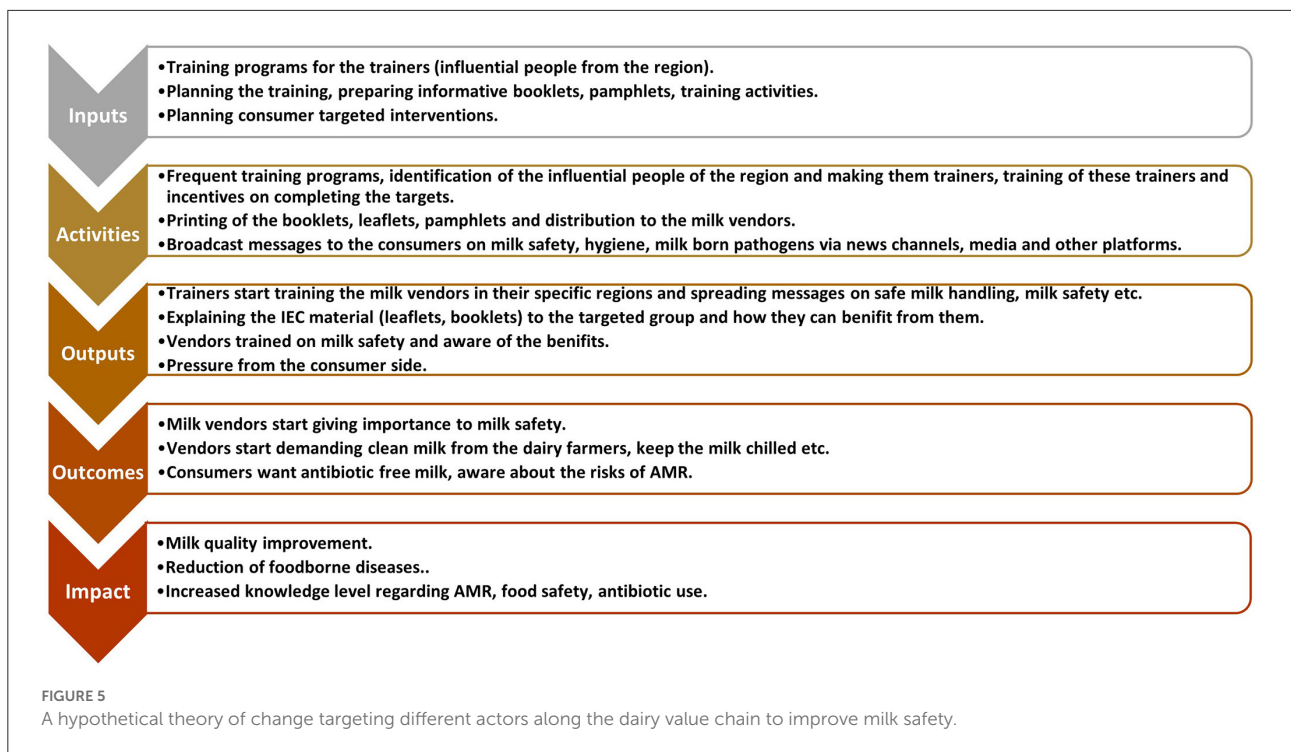 Inputs
•Training programs for the trainers (influential people from the region).
•Planning the training, preparing informative booklets, pamphlets, training activities.
•Planning consumer targeted interventions.
Activities
•Frequent training programs, identification of the influential people of the region and making them trainers, training of these trainers and
incentives on completing the targets.
•Printing of the booklets, leaflets, pamphlets and distribution to the milk vendors.
•Broadcast messages to the consumers on milk safety, hygiene, milk born pathogens via news channels, media and other platforms.
Outputs
•Trainers start training the milk vendors in their specific regions and spreading messages on safe milk handling, milk safety etc.
•Explaining the IEC material (leaflets, booklets) to the targeted group and how they can benifit from them.
•Vendors trained on milk safety and aware of the benifits.
•Pressure from the consumer side.
Outcomes
•Milk vendors start giving importance to milk safety.
•Vendors start demanding clean milk from the dairy farmers, keep the milk chilled etc.
•Consumers want antibiotic free milk, aware about the risks of AMR.
Impact
•Milk quality improvement.
•Reduction of foodborne diseases..
•Increased knowledge level regarding AMR, food safety, antibiotic use.
FIGURE 5
A hypothetical theory of change targeting different actors along the dairy value chain to improve milk safety.